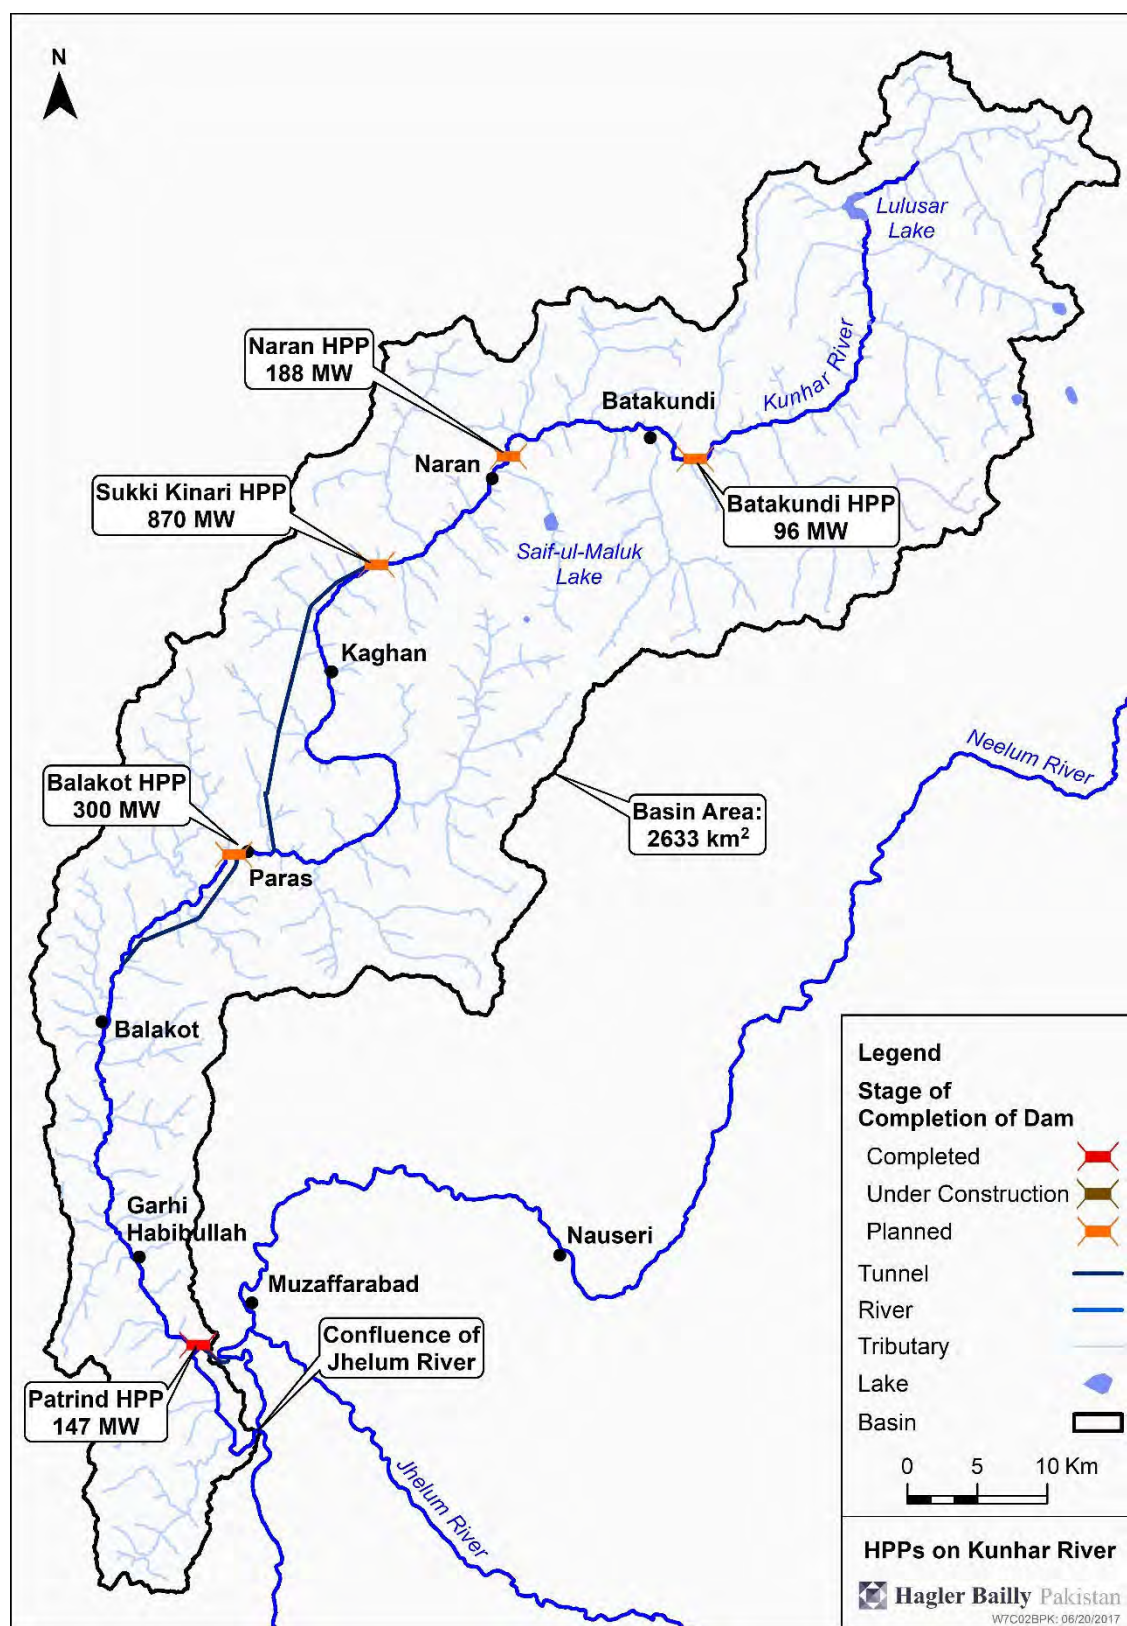 N
Lulusar
Lake
Naran HPP
188 MW
Kunhar River
Batakundi
Naran
Sukki Kinari HPP
870 MW
Batakundi HPP
96 MW
Saif-ul-Maluk
Lake
Kaghan
Neelum River
Balakot HPP
300 MW
Basin Area:
2633 km²
Paras
Balakot
Garhi
Habibullah
Nauseri
Muzaffarabad
Confluence of
Jhelum River
Patrind HPP
147 MW
Jhelum River
Legend
Stage of
Completion of Dam
Completed
Under Construction
Planned
Tunnel
River
Tributary
Lake
Basin
0 5 10 Km
HPPs on Kunhar River
Hagler Bailly Pakistan
W7C02BPK: 06/20/2017